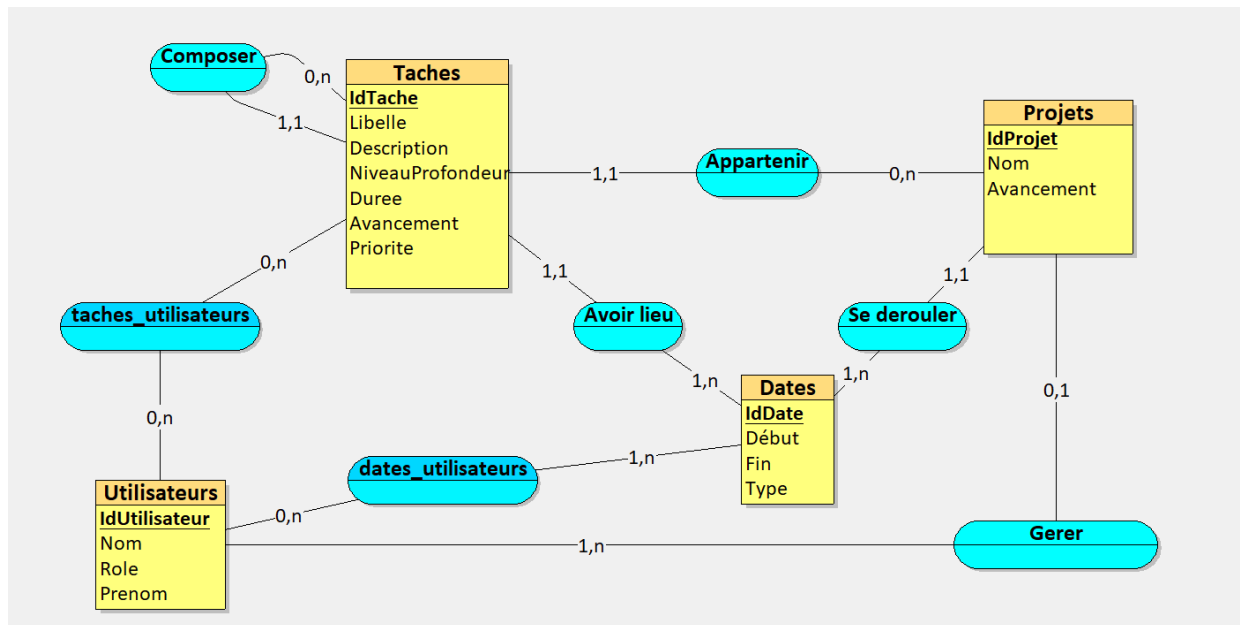 Composer
0,n
1,1
Taches
IdTache
Libelle
Description
NiveauProfondeur
Duree
Avancement
Priorite
1,1
Appartenir
0,n
Projets
IdProjet
Nom
Avancement
0,n
taches_utilisateurs
0,n
1,1
Avoir lieu
1,n
1,1
Se derouler
1,n
Dates
IdDate
Début
Fin
Type
0,1
Utilisateurs
IdUtilisateur
Nom
Role
Prenom
0,n
dates_utilisateurs
1,n
1,n
Gerer